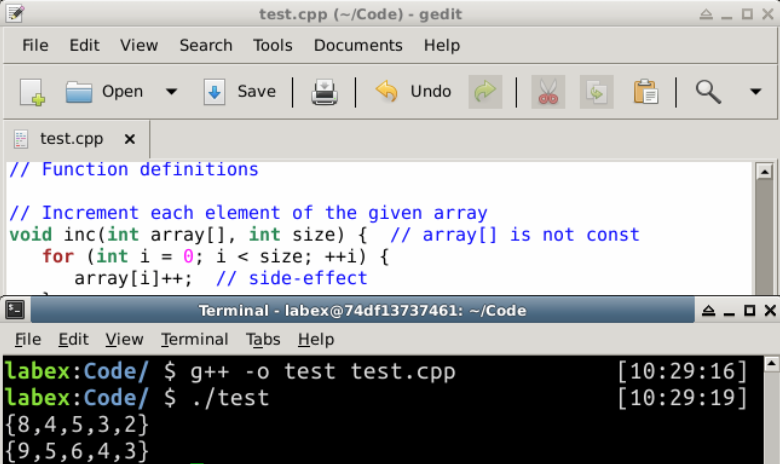 test.cpp (~/Code) - gedit
File Edit View Search Tools Documents Help
Open Save Undo
test.cpp x
// Function definitions
// Increment each element of the given array
void inc(int array[], int size) { // array[] is not const
for (int i = 0; i < size; ++i) {
array[i]++; // side-effect
Terminal - labex@74df13737461: ~/Code
File Edit View Terminal Tabs Help
labex:Code/ $ g++ -o test test.cpp [10:29:16]
labex:Code/ $ ./test [10:29:19]
{8,4,5,3,2}
{9,5,6,4,3}